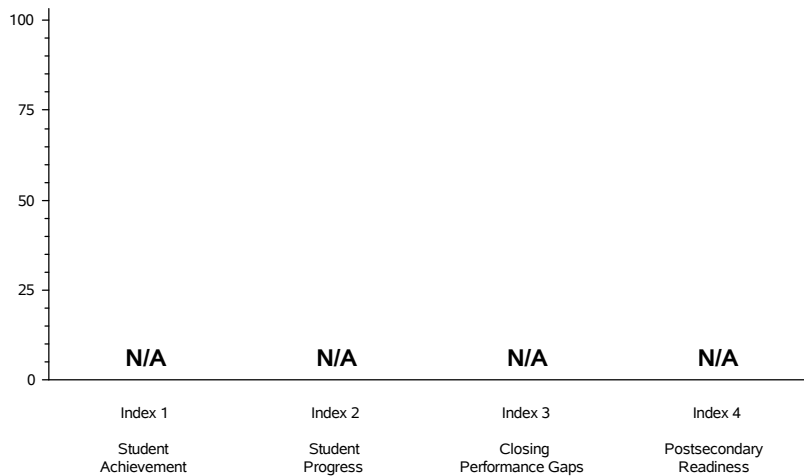 100
75
50
25
0
N/A N/A N/A N/A
Index 1 Index 2 Index 3 Index 4
Student Student Closing Postsecondary
Achievement Progress Performance Gaps Readiness